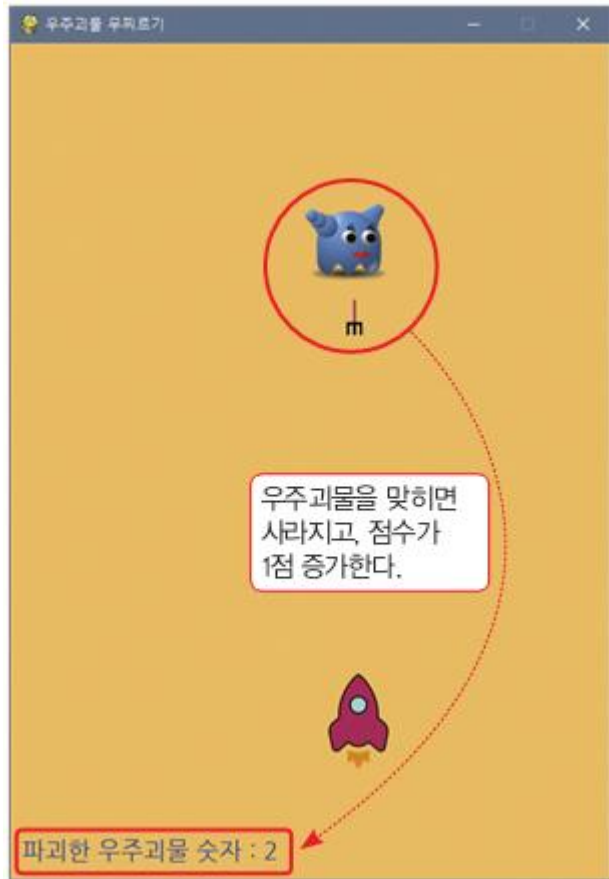 우주괴물 무찌르기
우주괴물을 맞히면
사라지고, 점수가
1점 증가한다.
파괴한 우주괴물 숫자 : 2